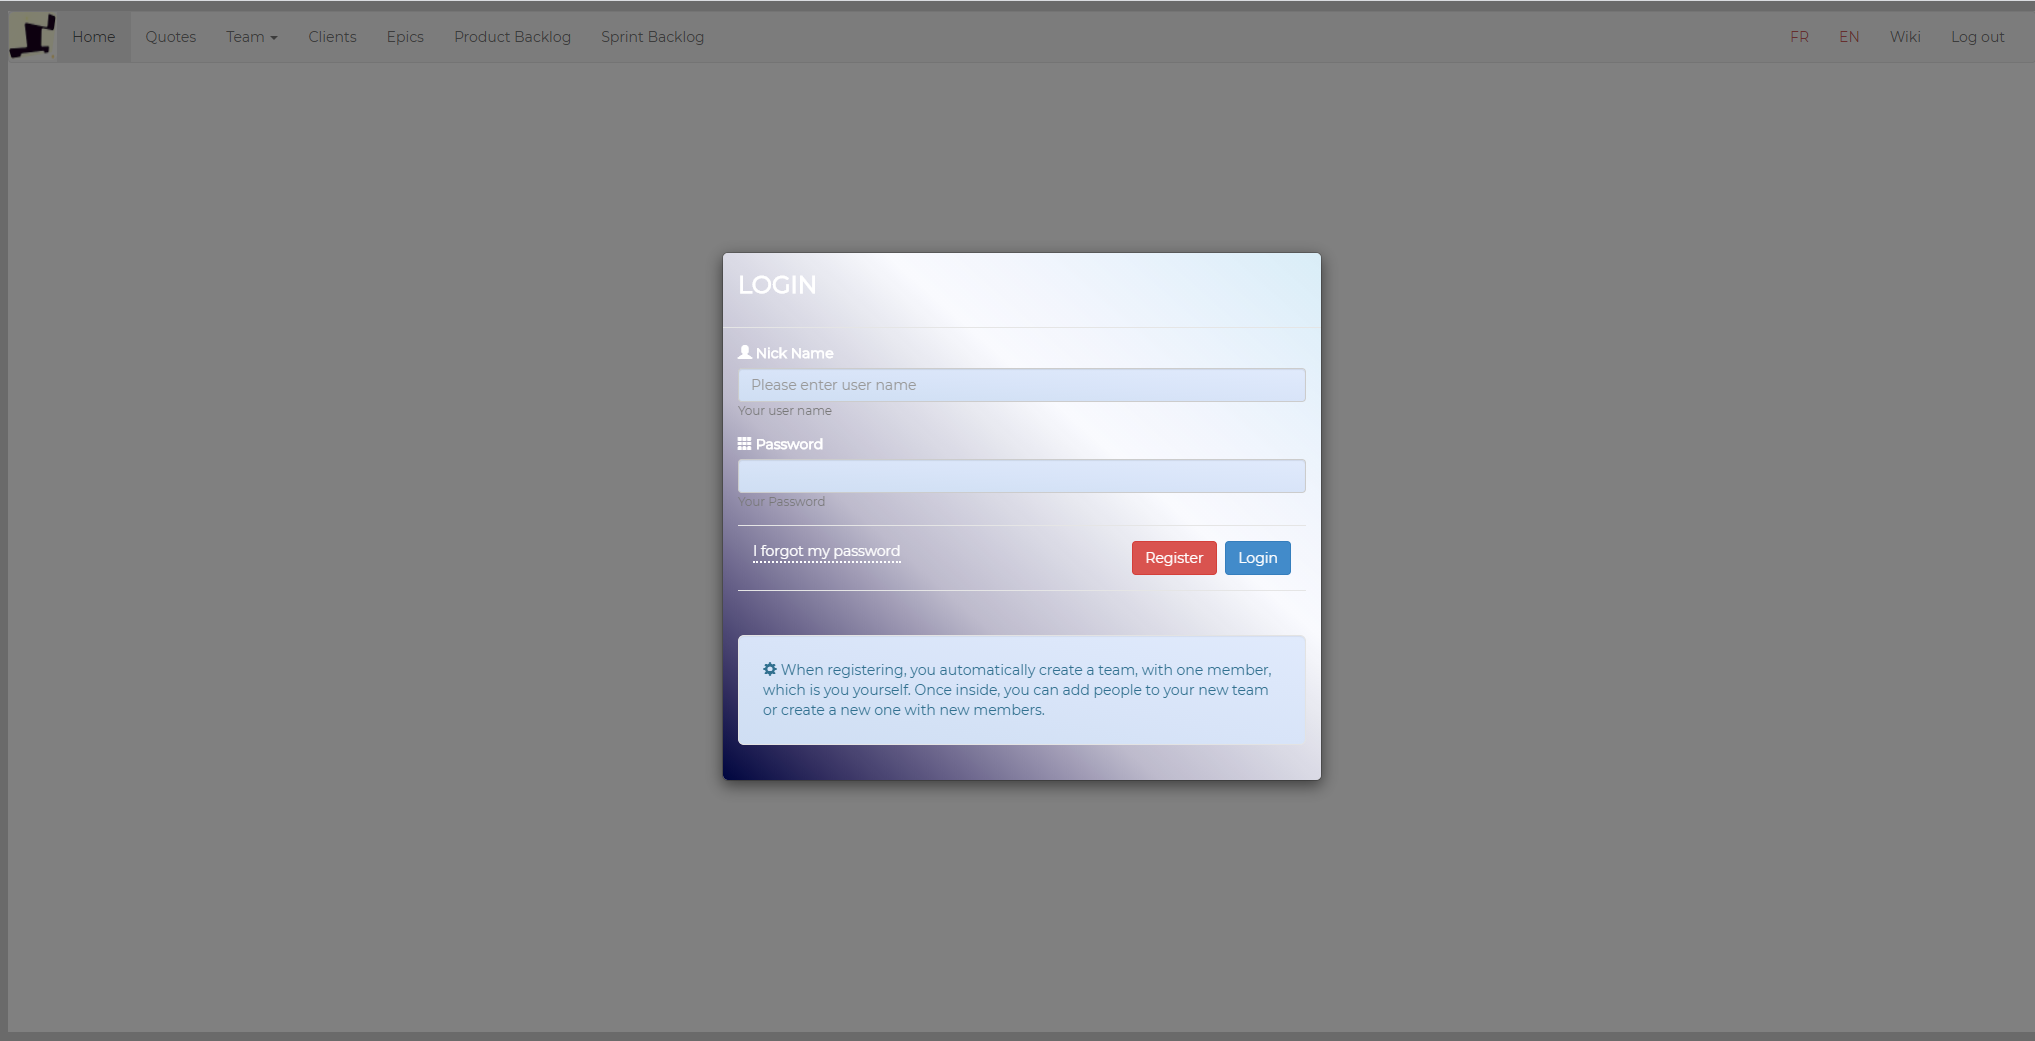 Home Quotes Team Clients Epics Product Backlog Sprint Backlog FR EN Wiki Log out
LOGIN
Nick Name
Please enter user name
Your user name
Password
Your Password
I forgot my password Register Login
When registering, you automatically create a team, with one member,
which is you yourself. Once inside, you can add people to your new team
or create a new one with new members.